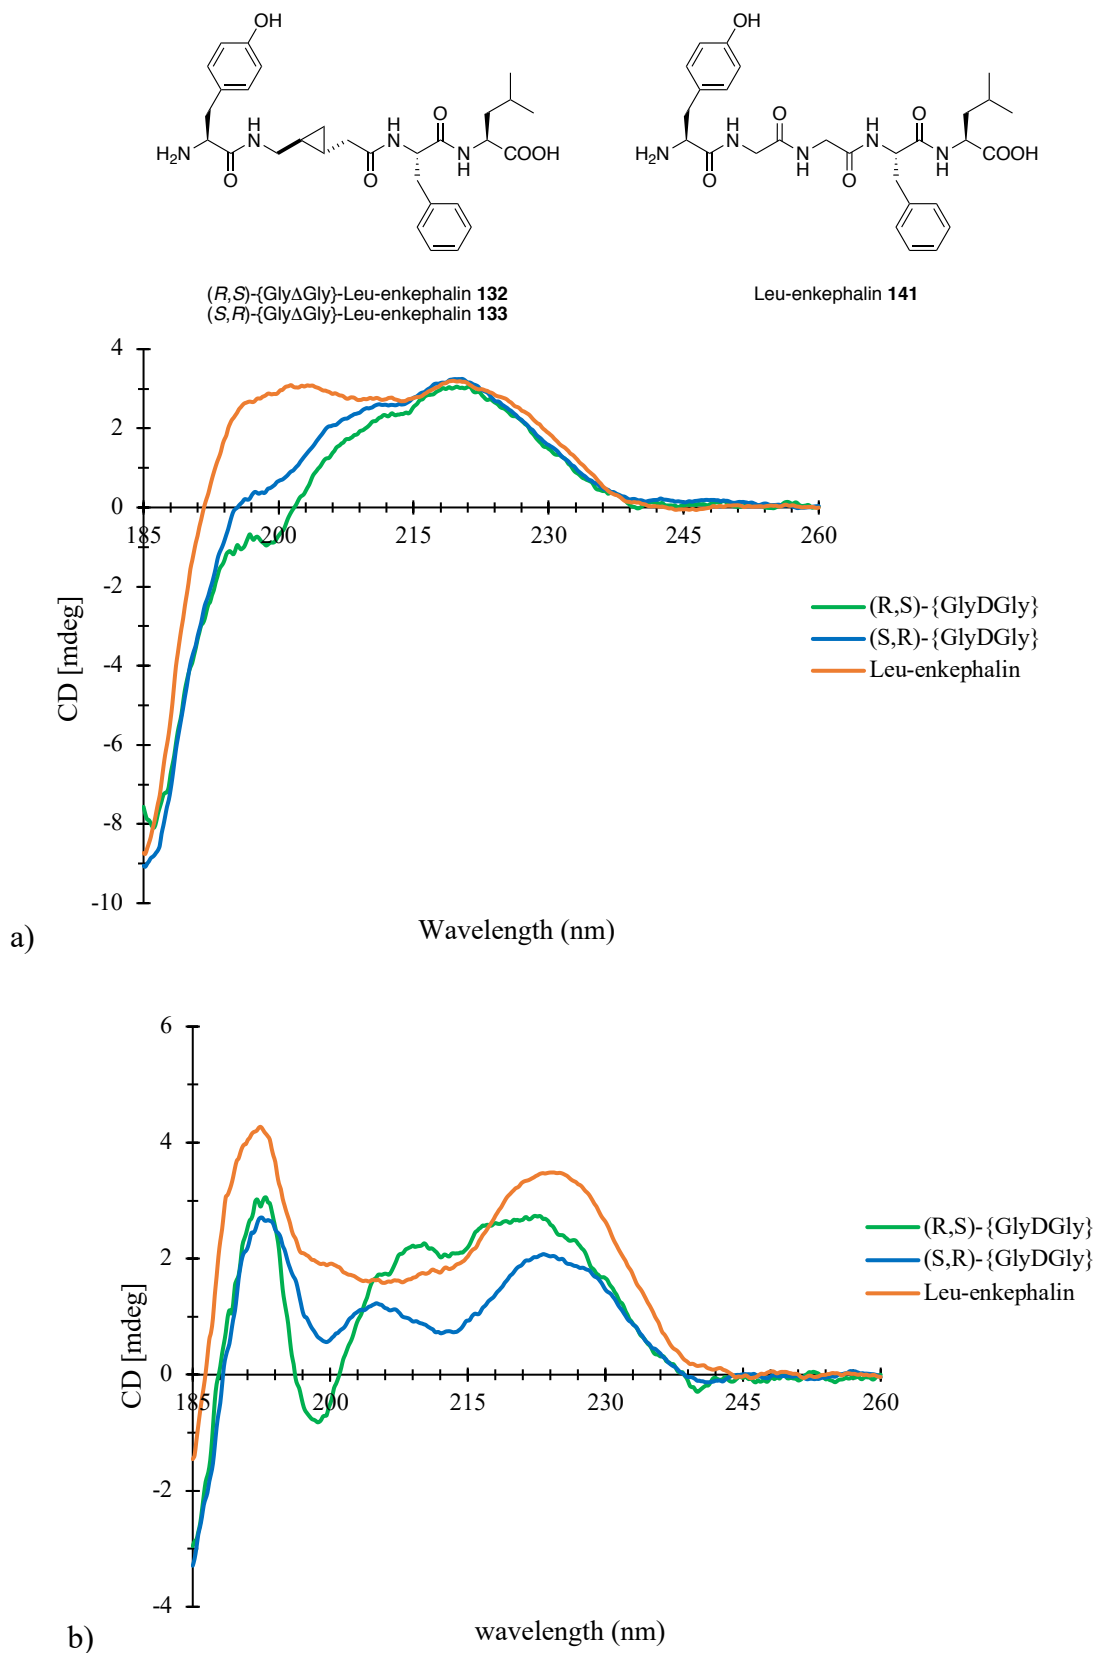 OH
OH
H₂N
O
H
N
O
H
N
O
N
H
COOH
H₂N
O
H
N
O
N
H
O
H
N
O
N
H
COOH
(R,S)-{GlyΔGly}-Leu-enkephalin 132
(S,R)-{GlyΔGly}-Leu-enkephalin 133
Leu-enkephalin 141
4
2
0
-2
-4
-6
-8
-10
185 200 215 230 245 260
CD [mdeg]
(R,S)-{GlyDGly}
(S,R)-{GlyDGly}
Leu-enkephalin
Wavelength (nm)
a)
6
4
2
0
-2
-4
185 200 215 230 245 260
CD [mdeg]
(R,S)-{GlyDGly}
(S,R)-{GlyDGly}
Leu-enkephalin
wavelength (nm)
b)